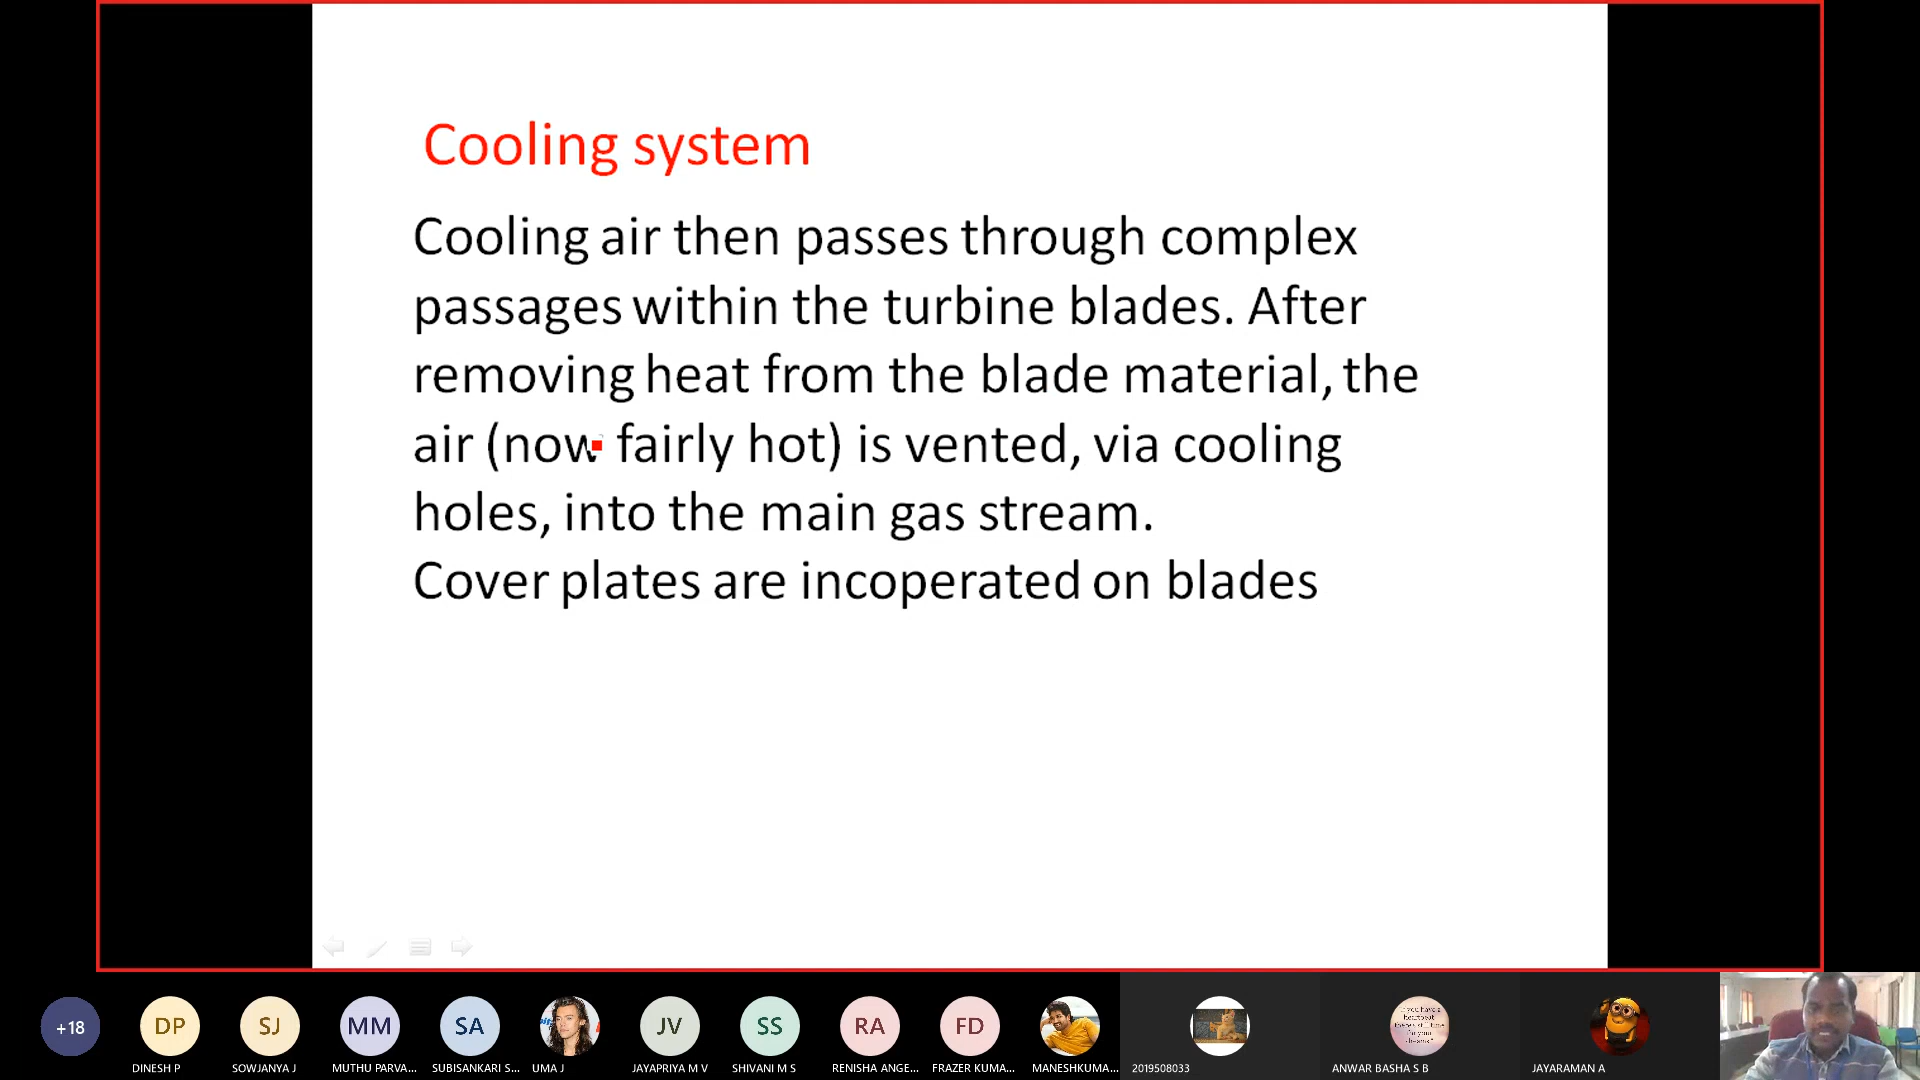 Cooling system
Cooling air then passes through complex
passages within the turbine blades. After
removing heat from the blade material, the
air (now fairly hot) is vented, via cooling
holes, into the main gas stream.
Cover plates are incoperated on blades
+18
DP
SJ
MM
SA
JV
SS
RA
FD
DINESH P
SOWJANYA J
MUTHU PARVA...
SUBISANKARI S...
UMA J
JAYAPRIYA M V
SHIVANI M S
RENISHA ANGE...
FRAZER KUMA...
MANESHKUMA...
2019508033
ANWAR BASHA S B
JAYARAMAN A